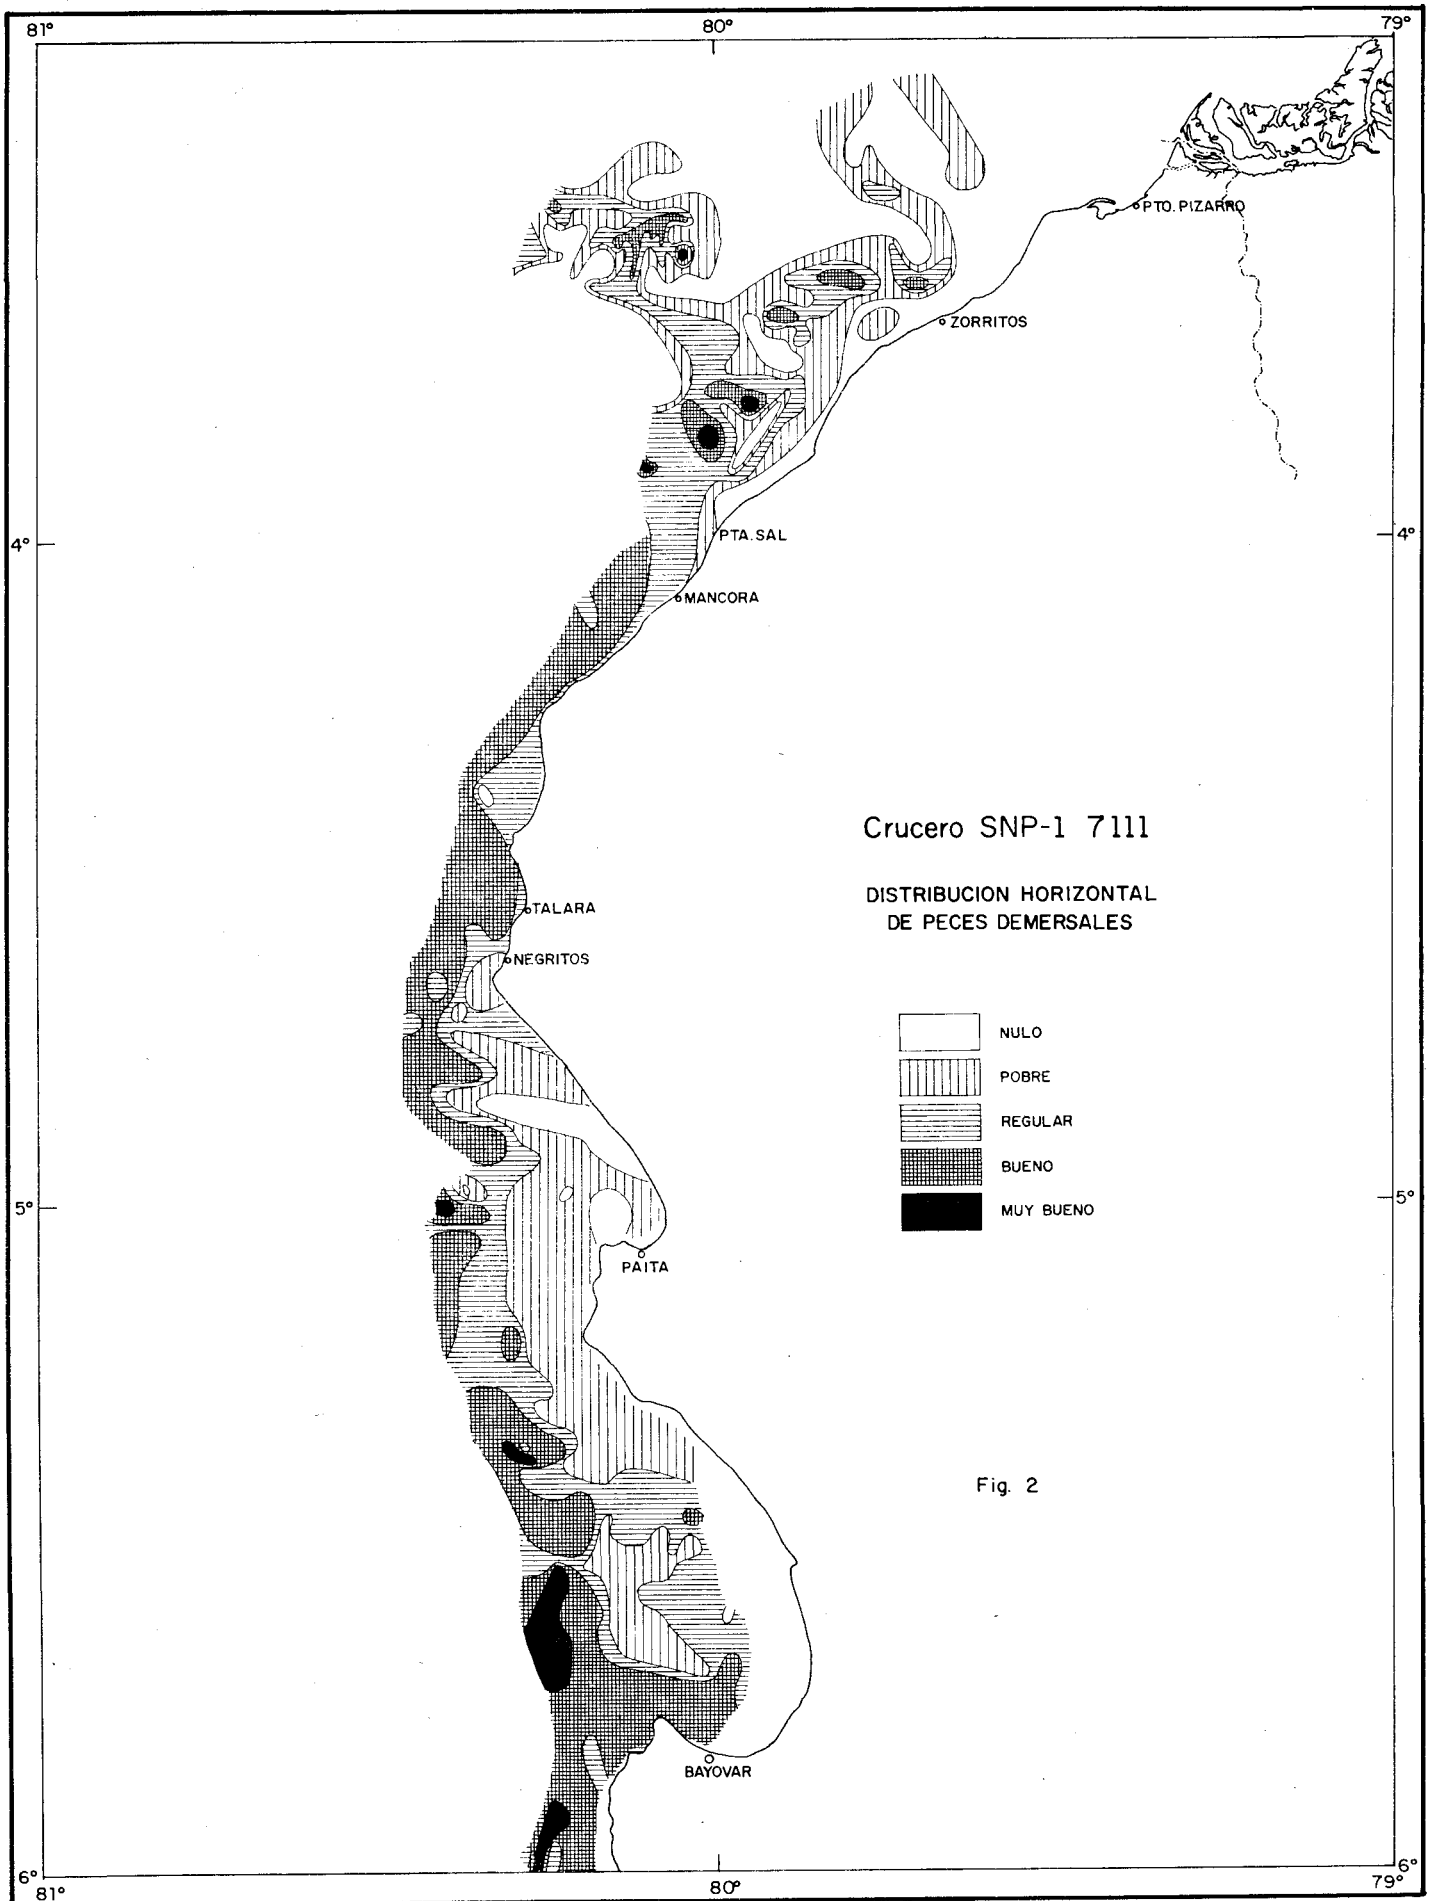 81° 80° 79°
PTO. PIZARRO
ZORRITOS
PTA. SAL
4° 4°
MANCORA
Crucero SNP-1 7111
DISTRIBUCION HORIZONTAL
DE PECES DEMERSALES
TALARA
NEGRITOS
NULO
POBRE
REGULAR
BUENO
MUY BUENO
5° 5°
PAITA
Fig. 2
BAYOVAR
6° 6°
81° 80° 79°